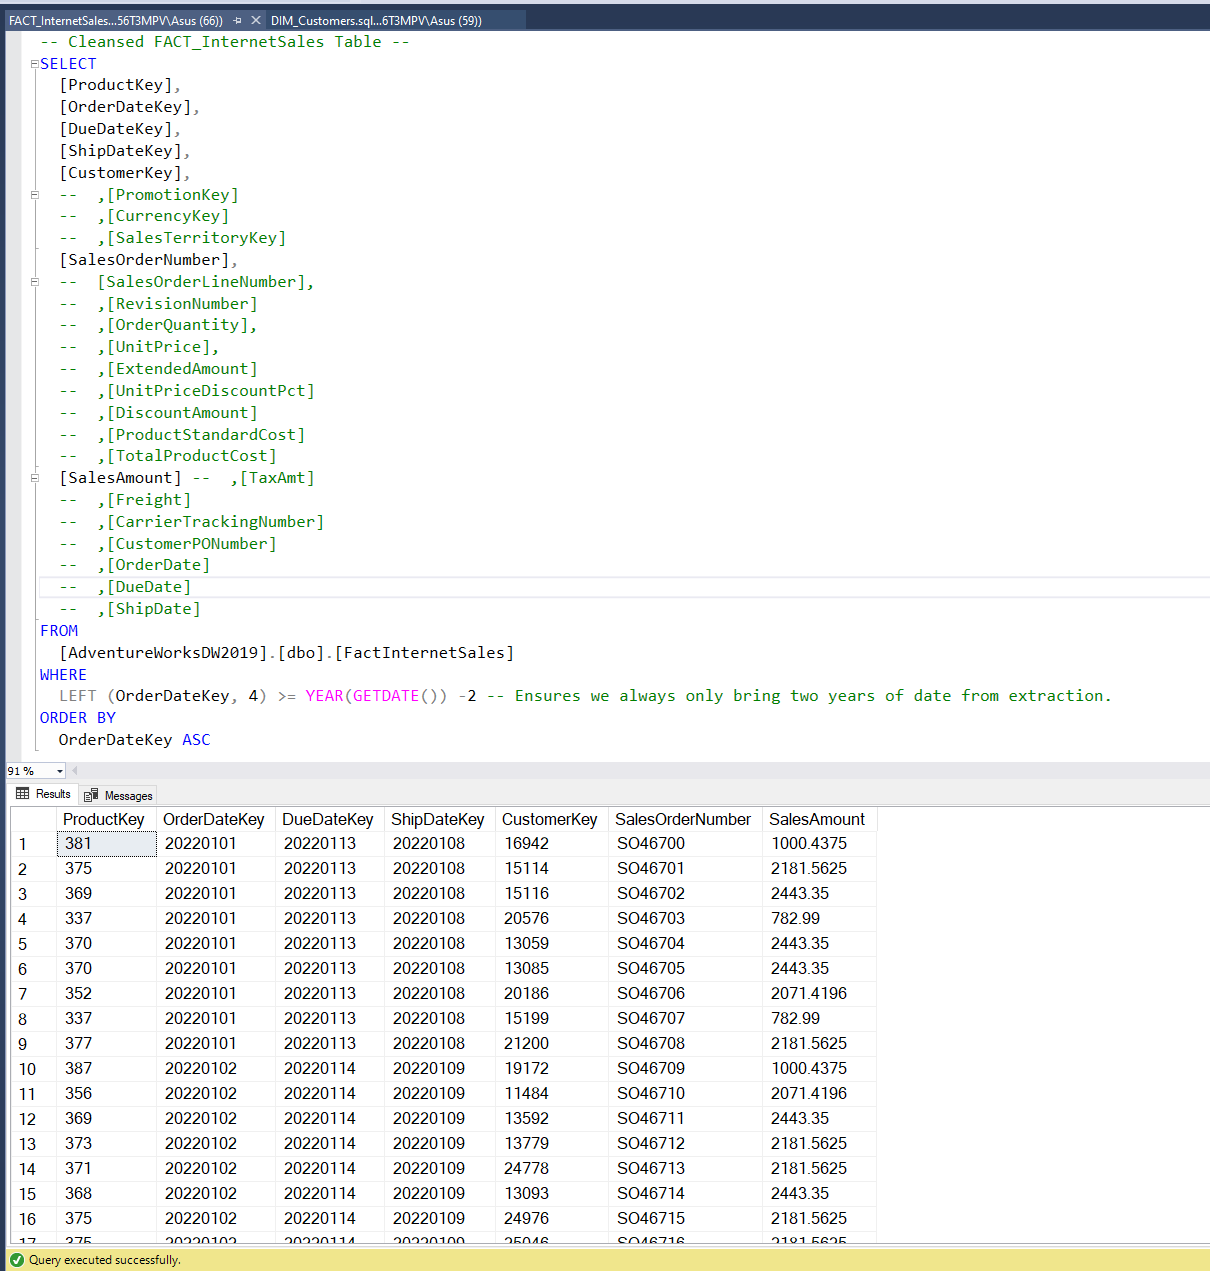 FACT_InternetSales...56T3MPV\Asus (66)) DIM_Customers.sql...6T3MPV\Asus (59))
-- Cleansed FACT_InternetSales Table --
SELECT
[ProductKey],
[OrderDateKey],
[DueDateKey],
[ShipDateKey],
[CustomerKey],
-- ,[PromotionKey]
-- ,[CurrencyKey]
-- ,[SalesTerritoryKey]
[SalesOrderNumber],
-- [SalesOrderLineNumber],
-- ,[RevisionNumber]
-- ,[OrderQuantity],
-- ,[UnitPrice],
-- ,[ExtendedAmount]
-- ,[UnitPriceDiscountPct]
-- ,[DiscountAmount]
-- ,[ProductStandardCost]
-- ,[TotalProductCost]
[SalesAmount] -- ,[TaxAmt]
-- ,[Freight]
-- ,[CarrierTrackingNumber]
-- ,[CustomerPONumber]
-- ,[OrderDate]
-- ,[DueDate]
-- ,[ShipDate]
FROM
[AdventureWorksDW2019].[dbo].[FactInternetSales]
WHERE
LEFT (OrderDateKey, 4) >= YEAR(GETDATE()) -2 -- Ensures we always only bring two years of date from extraction.
ORDER BY
OrderDateKey ASC
91 %
Results Messages
ProductKey OrderDateKey DueDateKey ShipDateKey CustomerKey SalesOrderNumber SalesAmount
1 381 20220101 20220113 20220108 16942 SO46700 1000.4375
2 375 20220101 20220113 20220108 15114 SO46701 2181.5625
3 369 20220101 20220113 20220108 15116 SO46702 2443.35
4 337 20220101 20220113 20220108 20576 SO46703 782.99
5 370 20220101 20220113 20220108 13059 SO46704 2443.35
6 370 20220101 20220113 20220108 13085 SO46705 2443.35
7 352 20220101 20220113 20220108 20186 SO46706 2071.4196
8 337 20220101 20220113 20220108 15199 SO46707 782.99
9 377 20220101 20220113 20220108 21200 SO46708 2181.5625
10 387 20220102 20220114 20220109 19172 SO46709 1000.4375
11 356 20220102 20220114 20220109 11484 SO46710 2071.4196
12 369 20220102 20220114 20220109 13592 SO46711 2443.35
13 373 20220102 20220114 20220109 13779 SO46712 2181.5625
14 371 20220102 20220114 20220109 24778 SO46713 2181.5625
15 368 20220102 20220114 20220109 13093 SO46714 2443.35
16 375 20220102 20220114 20220109 24976 SO46715 2181.5625
17 375 20220102 20220114 20220109 25046 SO46716 2181.5625
Query executed successfully.